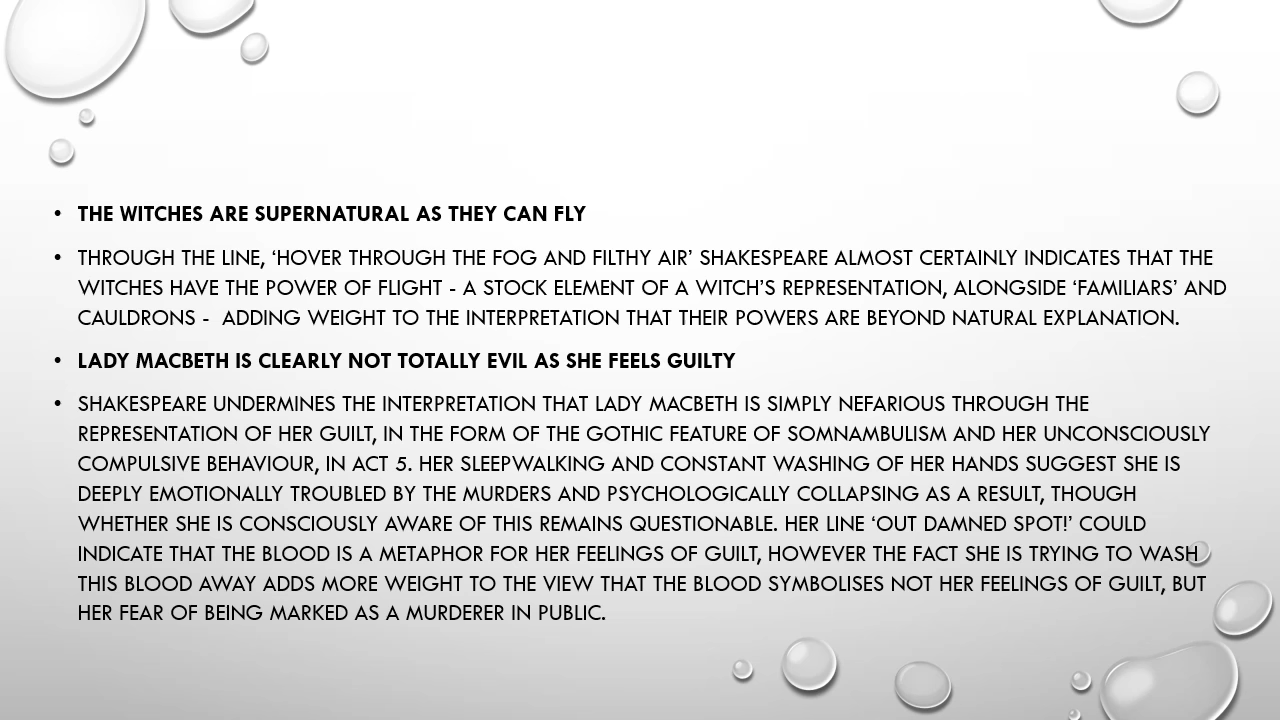 • THE WITCHES ARE SUPERNATURAL AS THEY CAN FLY
• THROUGH THE LINE, ‘HOVER THROUGH THE FOG AND FILTHY AIR’ SHAKESPEARE ALMOST CERTAINLY INDICATES THAT THE
WITCHES HAVE THE POWER OF FLIGHT - A STOCK ELEMENT OF A WITCH’S REPRESENTATION, ALONGSIDE ‘FAMILIARS’ AND
CAULDRONS -  ADDING WEIGHT TO THE INTERPRETATION THAT THEIR POWERS ARE BEYOND NATURAL EXPLANATION.
• LADY MACBETH IS CLEARLY NOT TOTALLY EVIL AS SHE FEELS GUILTY
• SHAKESPEARE UNDERMINES THE INTERPRETATION THAT LADY MACBETH IS SIMPLY NEFARIOUS THROUGH THE
REPRESENTATION OF HER GUILT, IN THE FORM OF THE GOTHIC FEATURE OF SOMNAMBULISM AND HER UNCONSCIOUSLY
COMPULSIVE BEHAVIOUR, IN ACT 5. HER SLEEPWALKING AND CONSTANT WASHING OF HER HANDS SUGGEST SHE IS
DEEPLY EMOTIONALLY TROUBLED BY THE MURDERS AND PSYCHOLOGICALLY COLLAPSING AS A RESULT, THOUGH
WHETHER SHE IS CONSCIOUSLY AWARE OF THIS REMAINS QUESTIONABLE. HER LINE ‘OUT DAMNED SPOT!’ COULD
INDICATE THAT THE BLOOD IS A METAPHOR FOR HER FEELINGS OF GUILT, HOWEVER THE FACT SHE IS TRYING TO WASH
THIS BLOOD AWAY ADDS MORE WEIGHT TO THE VIEW THAT THE BLOOD SYMBOLISES NOT HER FEELINGS OF GUILT, BUT
HER FEAR OF BEING MARKED AS A MURDERER IN PUBLIC.